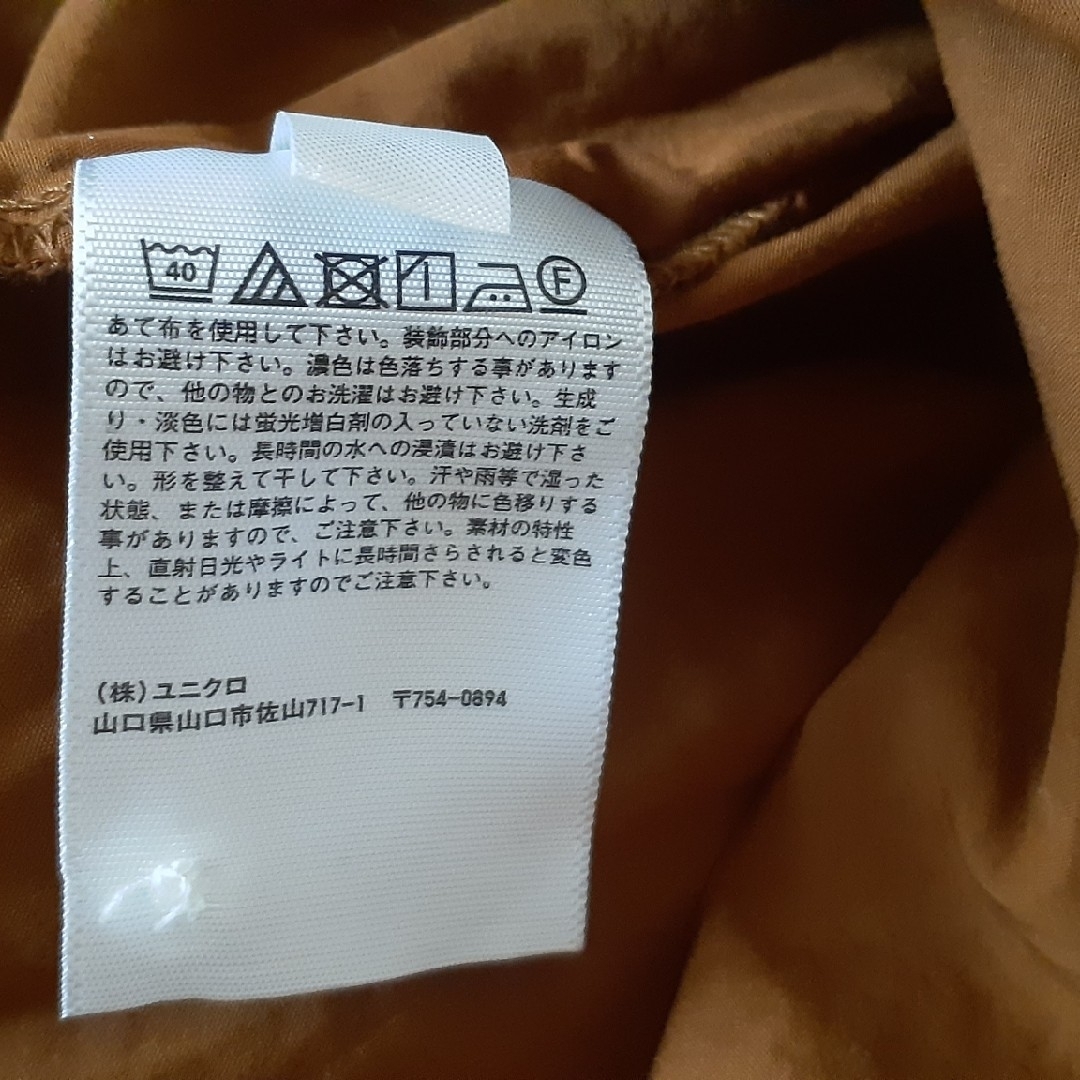 40 F
あて布を使用して下さい。装飾部分へのアイロン
はお避け下さい。濃色は色落ちする事があります
ので、他の物とのお洗濯はお避け下さい。生成
り・淡色には蛍光増白剤の入っていない洗剤をご
使用下さい。長時間の水への浸漬はお避け下さ
い。形を整えて干して下さい。汗や雨等で湿った
状態、または摩擦によって、他の物に色移りする
事がありますので、ご注意下さい。素材の特性
上、直射日光やライトに長時間さらされると変色
することがありますのでご注意下さい。
(株)ユニクロ
山口県山口市佐山717-1 〒754-0894